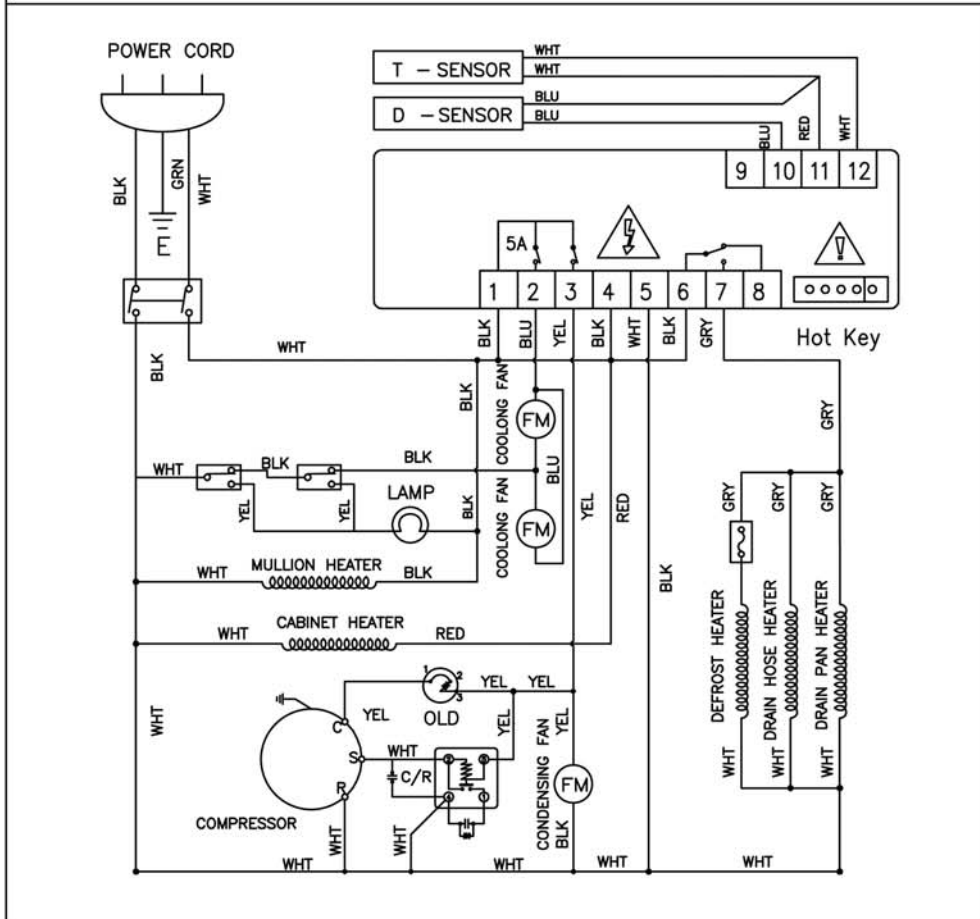 POWER CORD
BLK
GRN
WHT
E
T - SENSOR
WHT
WHT
D - SENSOR
BLU
BLU
BLU
RED
WHT
9 10 11 12
5A
1 2 3 4 5 6 7 8
Hot Key
BLK
BLU
YEL
BLK
WHT
BLK
GRY
BLK
WHT
BLK
COOLONG FAN
FM
BLU
GRY
WHT
BLK
BLK
YEL
YEL
LAMP
BLK
COOLONG FAN
FM
YEL
RED
BLK
GRY
GRY
GRY
MULLION HEATER
WHT
BLK
CABINET HEATER
WHT
RED
DEFROST HEATER
DRAIN HOSE HEATER
DRAIN PAN HEATER
WHT
WHT
WHT
1
2
3
OLD
YEL
YEL
YEL
YEL
YEL
C
S
R
WHT
C/R
COMPRESSOR
WHT
WHT
WHT
CONDENSING FAN
FM
BLK
WHT
WHT
WHT
WHT